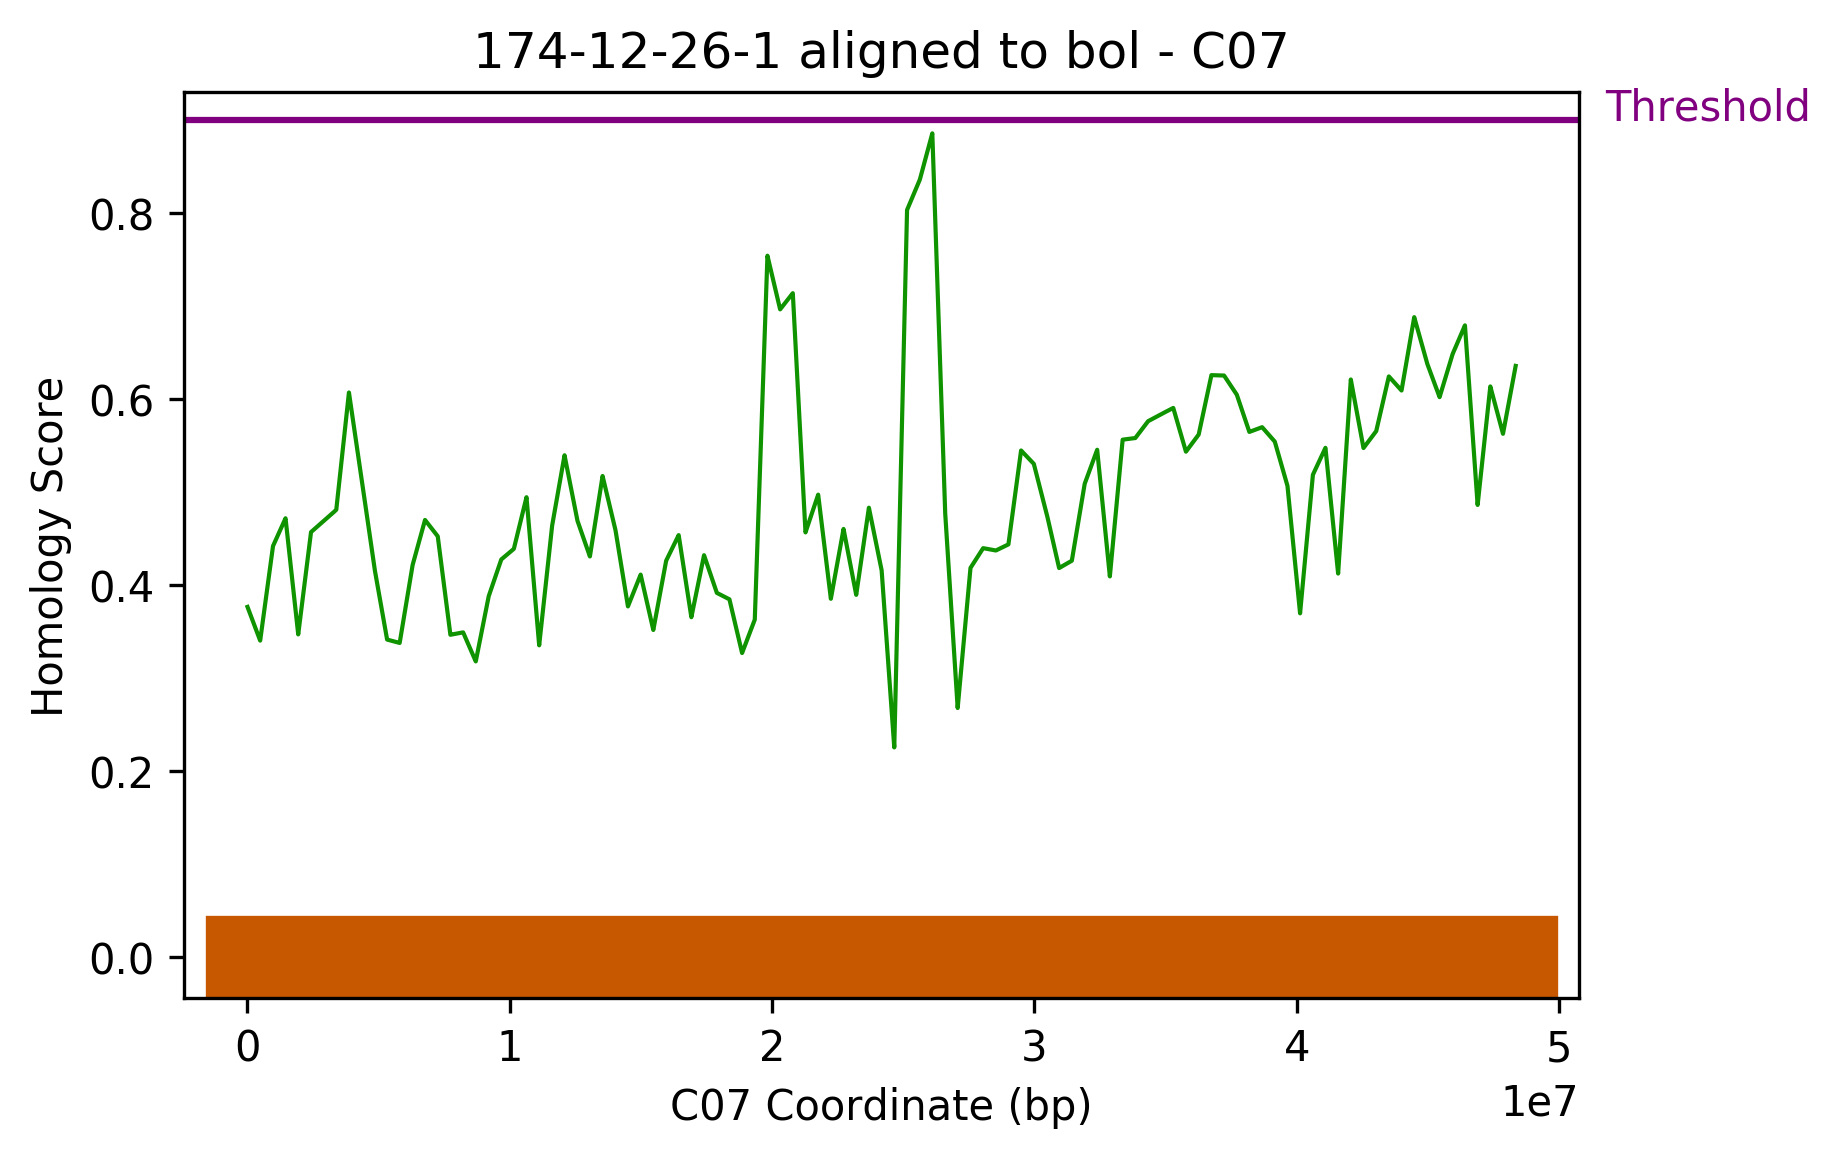 174-12-26-1 aligned to bol - C07
Threshold
Homology Score
0.8
0.6
0.4
0.2
0.0
0 1 2 3 4 5
1e7
C07 Coordinate (bp)